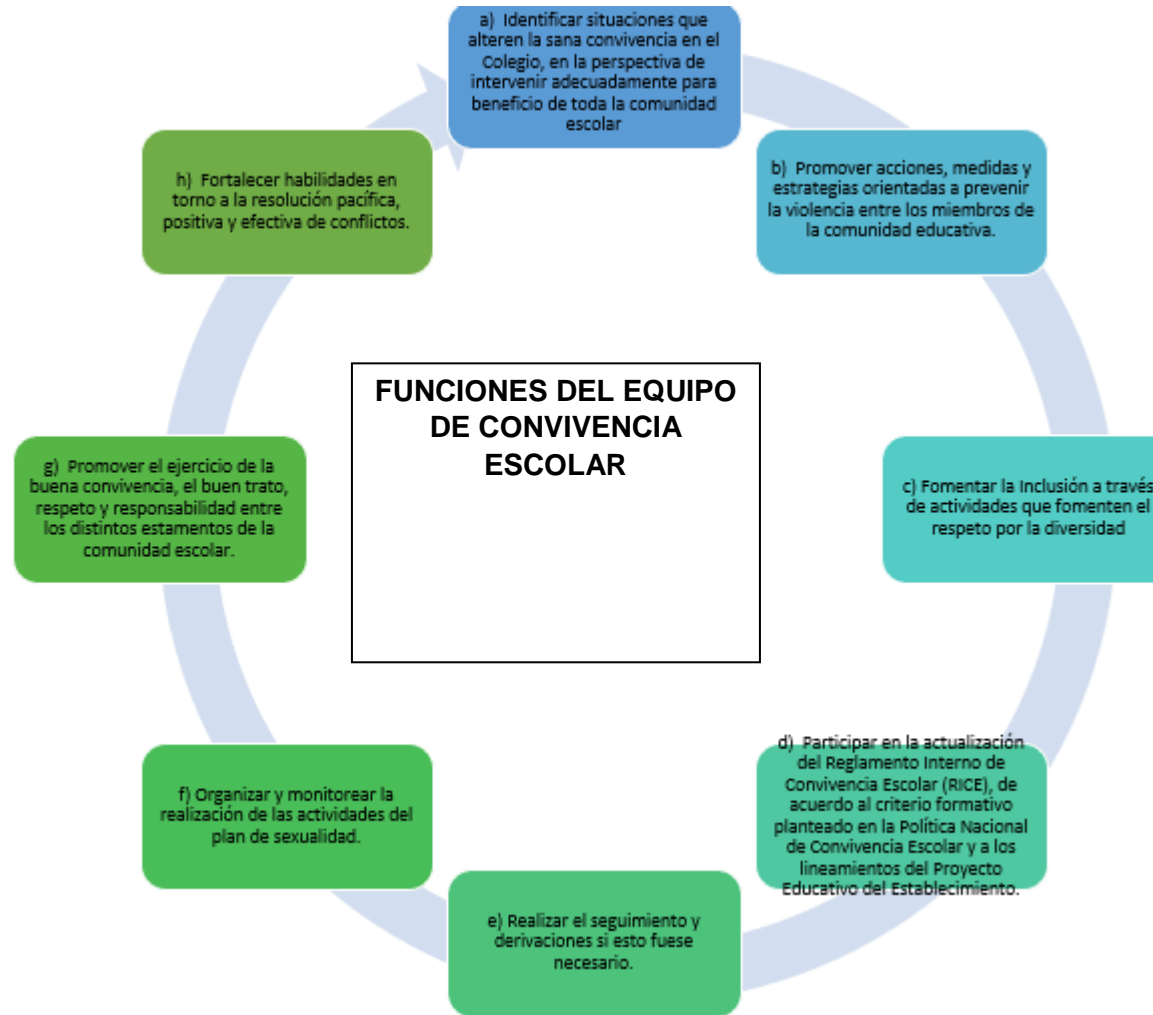 a) Identificar situaciones que
alteren la sana convivencia en el
Colegio, en la perspectiva de
intervenir adecuadamente para
beneficio de toda la comunidad
escolar
b) Promover acciones, medidas y
estrategias orientadas a prevenir
la violencia entre los miembros de
la comunidad educativa.
c) Fomentar la Inclusión a través
de actividades que fomenten el
respeto por la diversidad
d) Participar en la actualización
del Reglamento Interno de
Convivencia Escolar (RICE), de
acuerdo al criterio formativo
planteado en la Política Nacional
de Convivencia Escolar y a los
lineamientos del Proyecto
Educativo del Establecimiento.
e) Realizar el seguimiento y
derivaciones si esto fuese
necesario.
f) Organizar y monitorear la
realización de las actividades del
plan de sexualidad.
g) Promover el ejercicio de la
buena convivencia, el buen trato,
respeto y responsabilidad entre
los distintos estamentos de la
comunidad escolar.
h) Fortalecer habilidades en
torno a la resolución pacífica,
positiva y efectiva de conflictos.
FUNCIONES DEL EQUIPO
DE CONVIVENCIA
ESCOLAR